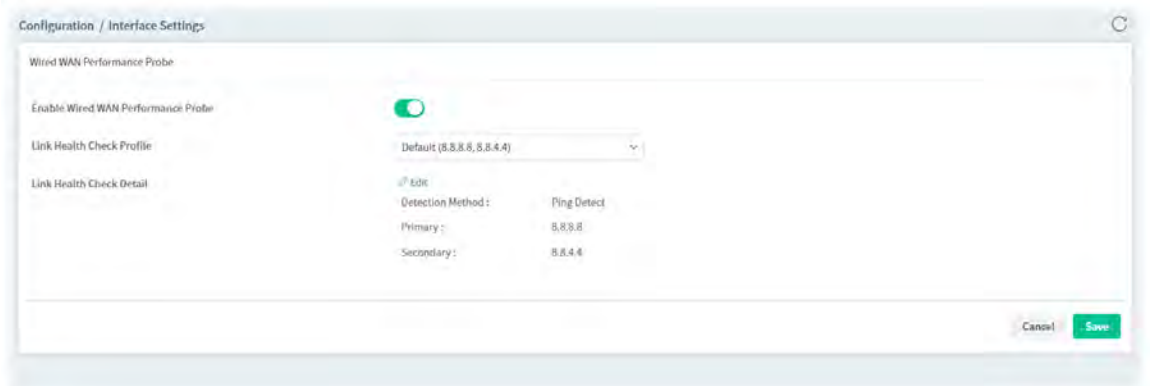 Configuration / Interface Settings
Wired WAN Performance Probe
Enable Wired WAN Performance Probe
Link Health Check Profile Default (8.8.8.8, 8.8.4.4)
Link Health Check Detail Edit
Detection Method : Ping Detect
Primary : 8.8.8.8
Secondary : 8.8.4.4
Cancel Save